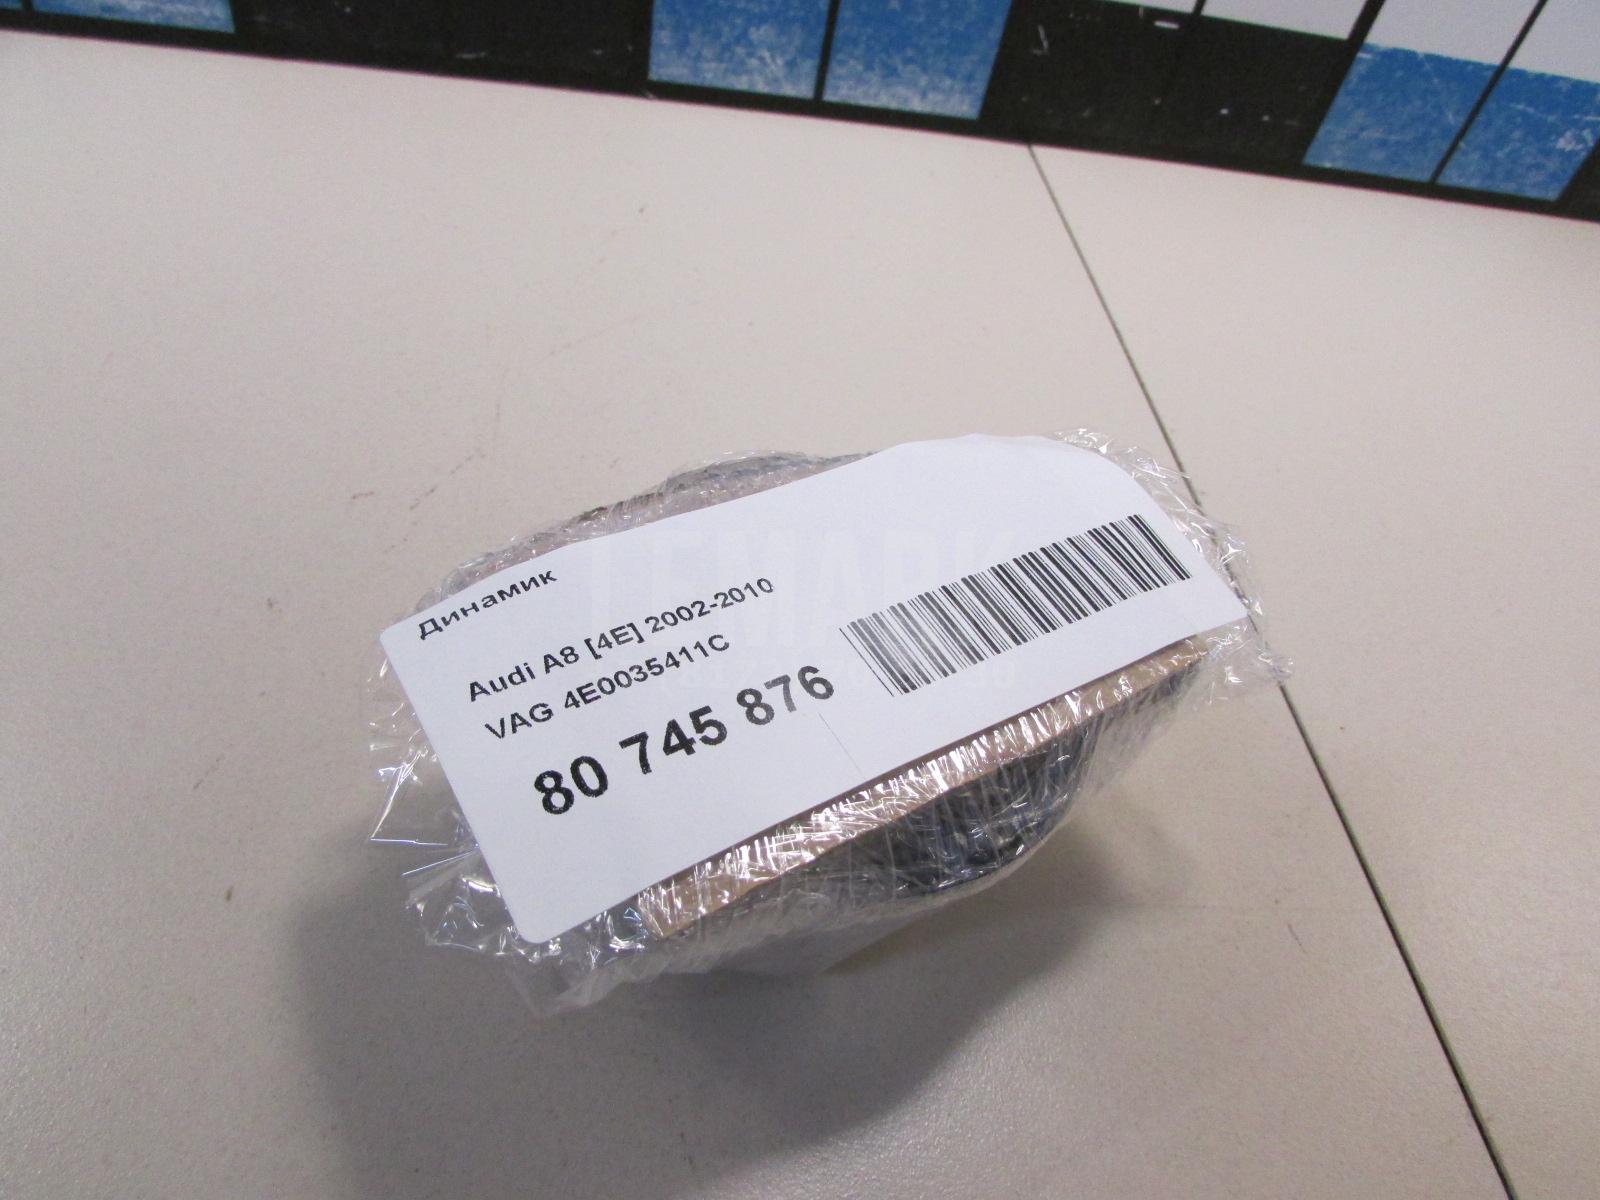 Динамик
Audi A8 [4E] 2002-2010
VAG 4E0035411C
80 745 876